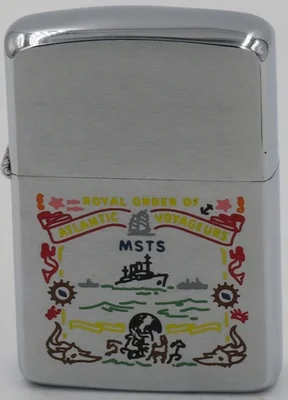 ROYAL ORDER OF
ATLANTIC VOYAGEURS
MSTS